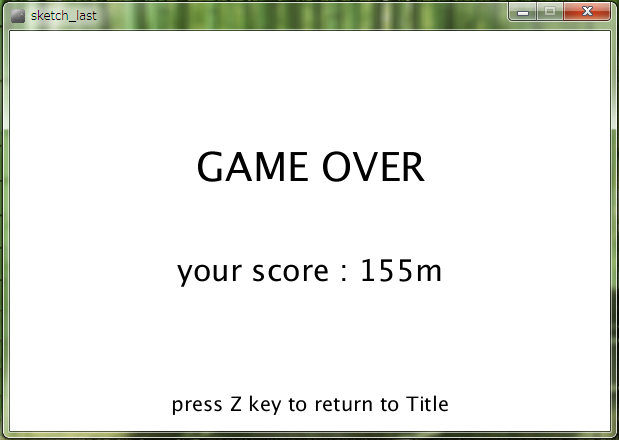 sketch_last
GAME OVER
your score : 155m
press Z key to return to Title